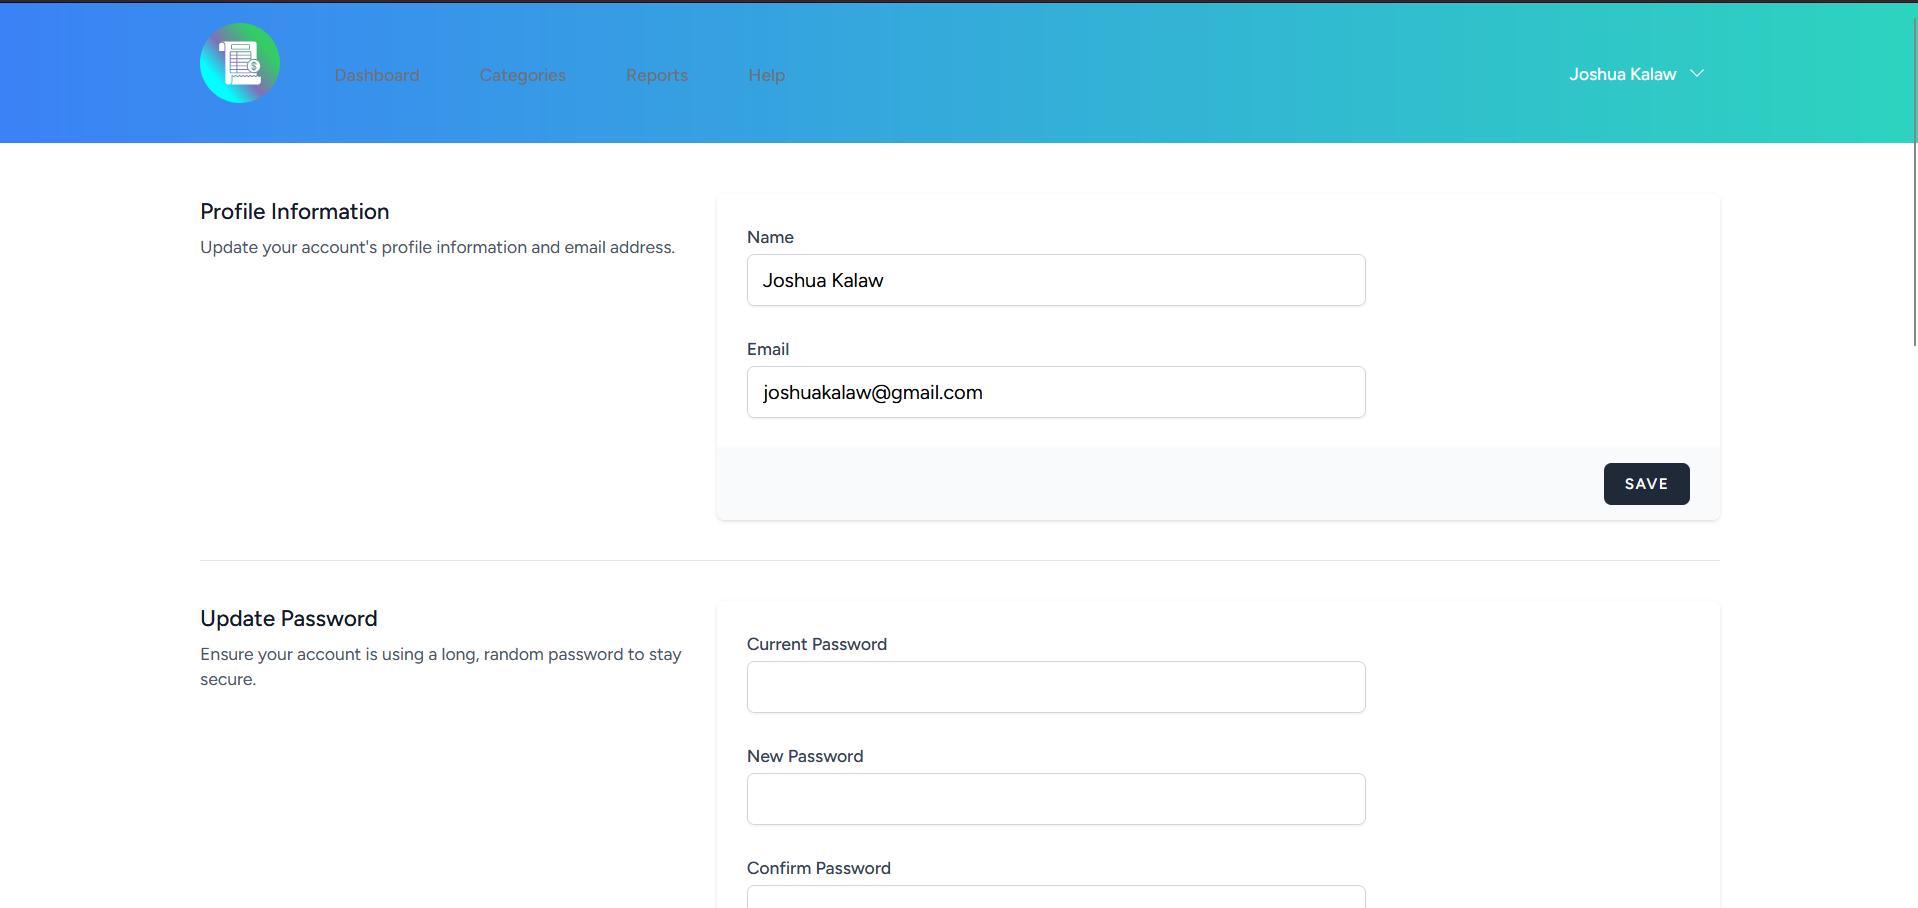 Dashboard
Categories
Reports
Help
Joshua Kalaw
Profile Information
Update your account's profile information and email address.
Name
Joshua Kalaw
Email
joshuakalaw@gmail.com
SAVE
Update Password
Ensure your account is using a long, random password to stay
secure.
Current Password
New Password
Confirm Password